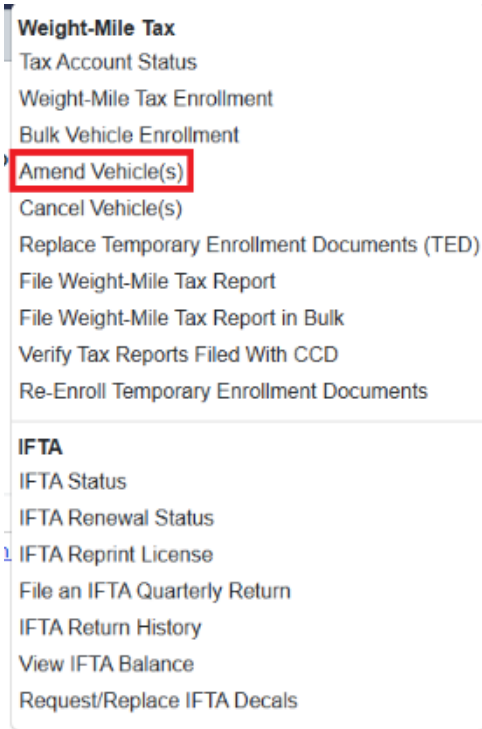 Weight-Mile Tax
Tax Account Status
Weight-Mile Tax Enrollment
Bulk Vehicle Enrollment
Amend Vehicle(s)
Cancel Vehicle(s)
Replace Temporary Enrollment Documents (TED)
File Weight-Mile Tax Report
File Weight-Mile Tax Report in Bulk
Verify Tax Reports Filed With CCD
Re-Enroll Temporary Enrollment Documents
IFTA
IFTA Status
IFTA Renewal Status
IFTA Reprint License
File an IFTA Quarterly Return
IFTA Return History
View IFTA Balance
Request/Replace IFTA Decals